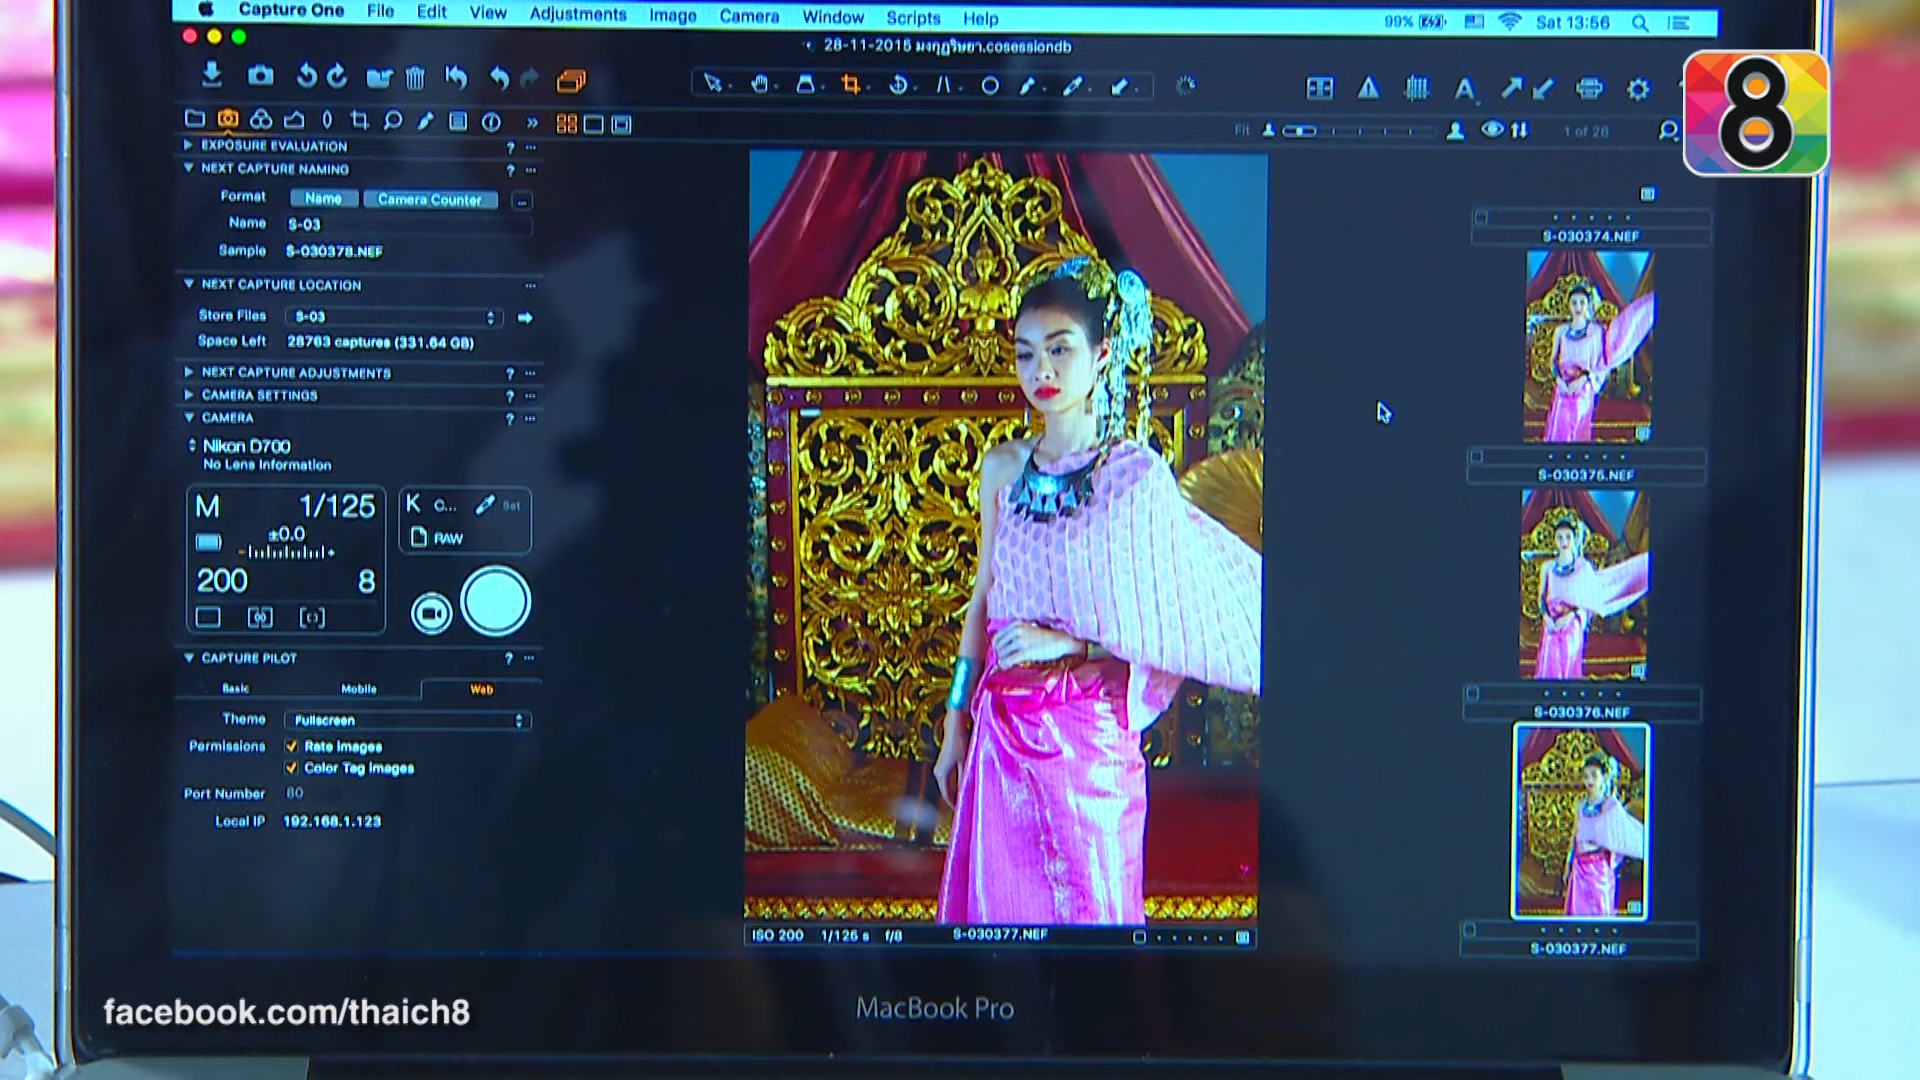 Capture One File Edit View Adjustments Image Camera Window Scripts Help 99% Sat 13:56
28-11-2015 มงกุฎริษยา.cosessiondb
Fit 1 of 26
8
EXPOSURE EVALUATION ? ...
NEXT CAPTURE NAMING ? ...
Format Name Camera Counter ...
Name S-03
Sample S-030378.NEF
NEXT CAPTURE LOCATION ...
Store Files S-03
Space Left 28763 captures (331.64 GB)
NEXT CAPTURE ADJUSTMENTS ? ...
CAMERA SETTINGS ? ...
CAMERA ? ...
Nikon D700
No Lens Information
M 1/125
±0.0
200 8
K C... Set
RAW
CAPTURE PILOT ? ...
Basic Mobile Web
Theme Fullscreen
Permissions Rate Images
Color Tag Images
Port Number 80
Local IP 192.168.1.123
ISO 200 1/125 s f/8 S-030377.NEF
S-030374.NEF
S-030375.NEF
S-030376.NEF
S-030377.NEF
MacBook Pro
facebook.com/thaich8